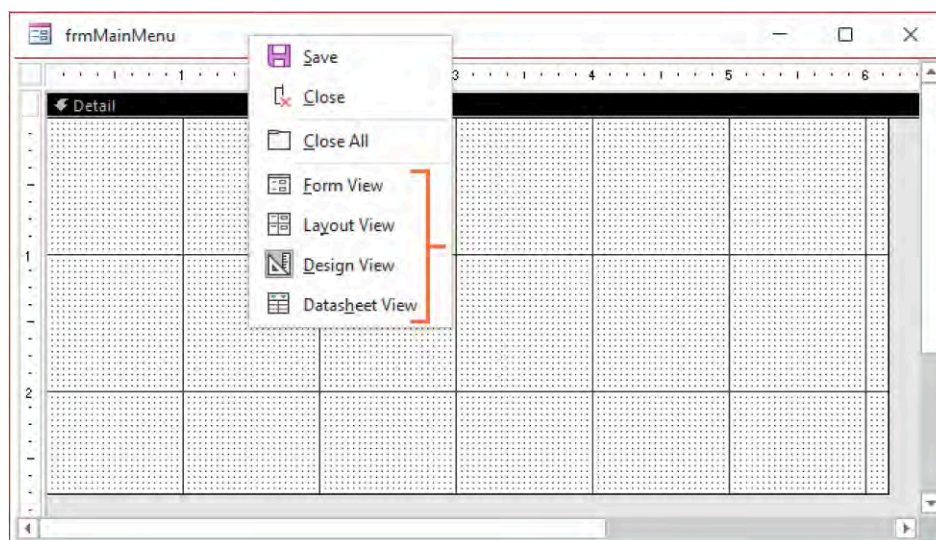 frmMainMenu
Save
Close
1
3
4
5
6
Detail
Close All
Form View
Layout View
1
Design View
Datasheet View
2